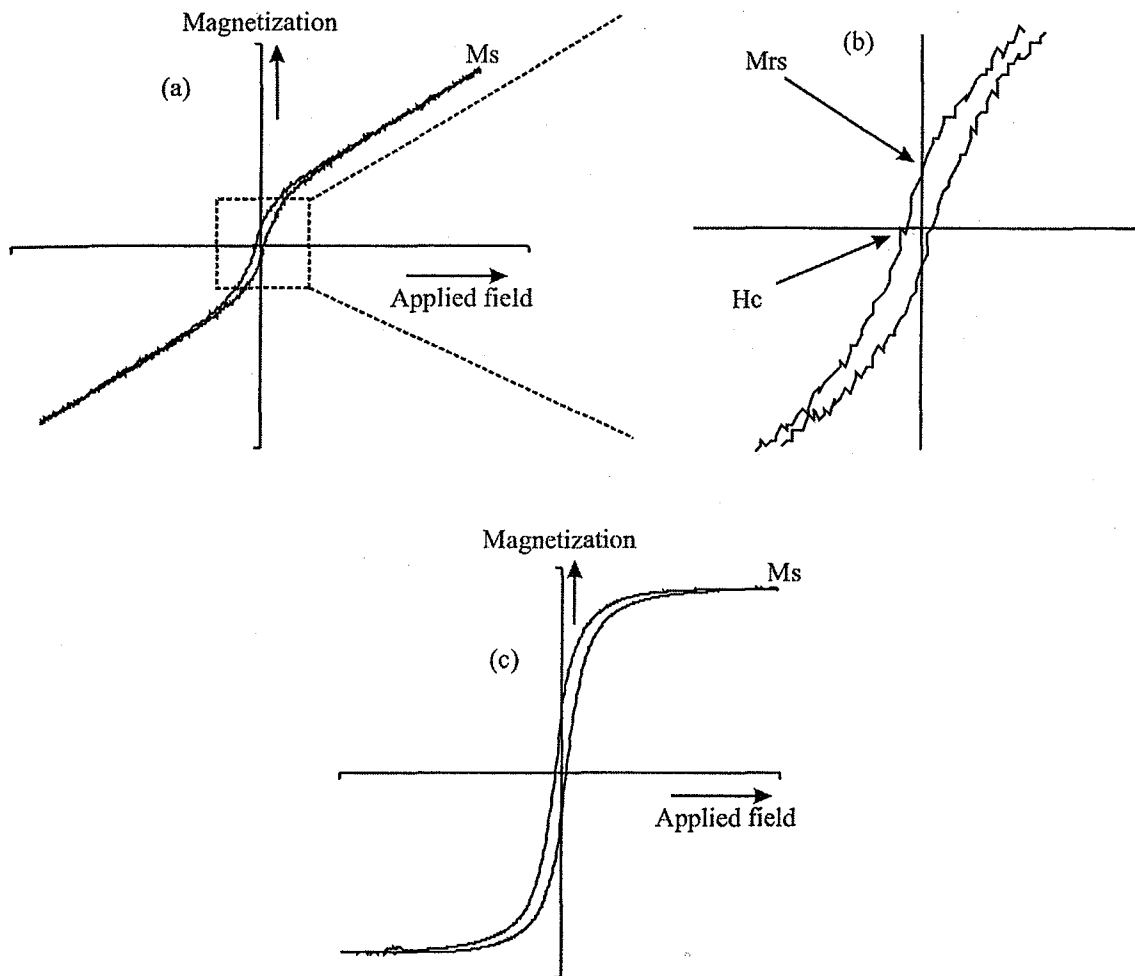 Magnetization
Ms
(a)
Applied field
(b)
Mrs
Hc
Magnetization
Ms
(c)
Applied field